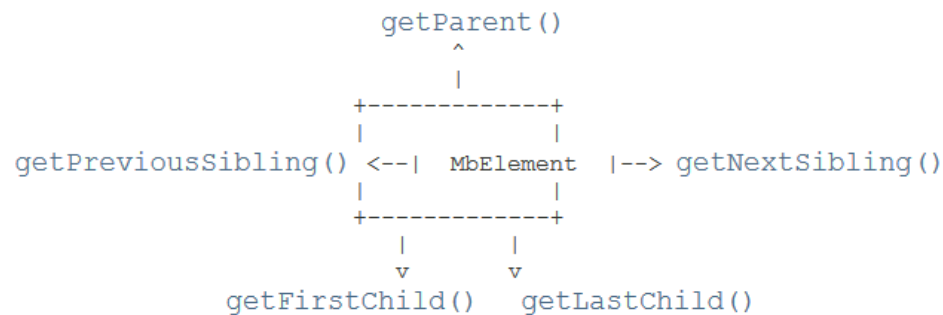 getParent()
^
|
+-------------+
| |
getPreviousSibling() <--| MbElement |--> getNextSibling()
| |
+-------------+
| |
v v
getFirstChild() getLastChild()